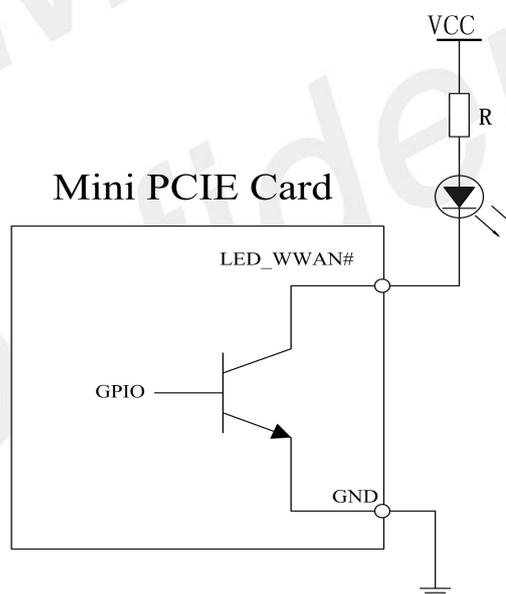 VCC
R
Mini PCIE Card
LED_WWAN#
GPIO
GND